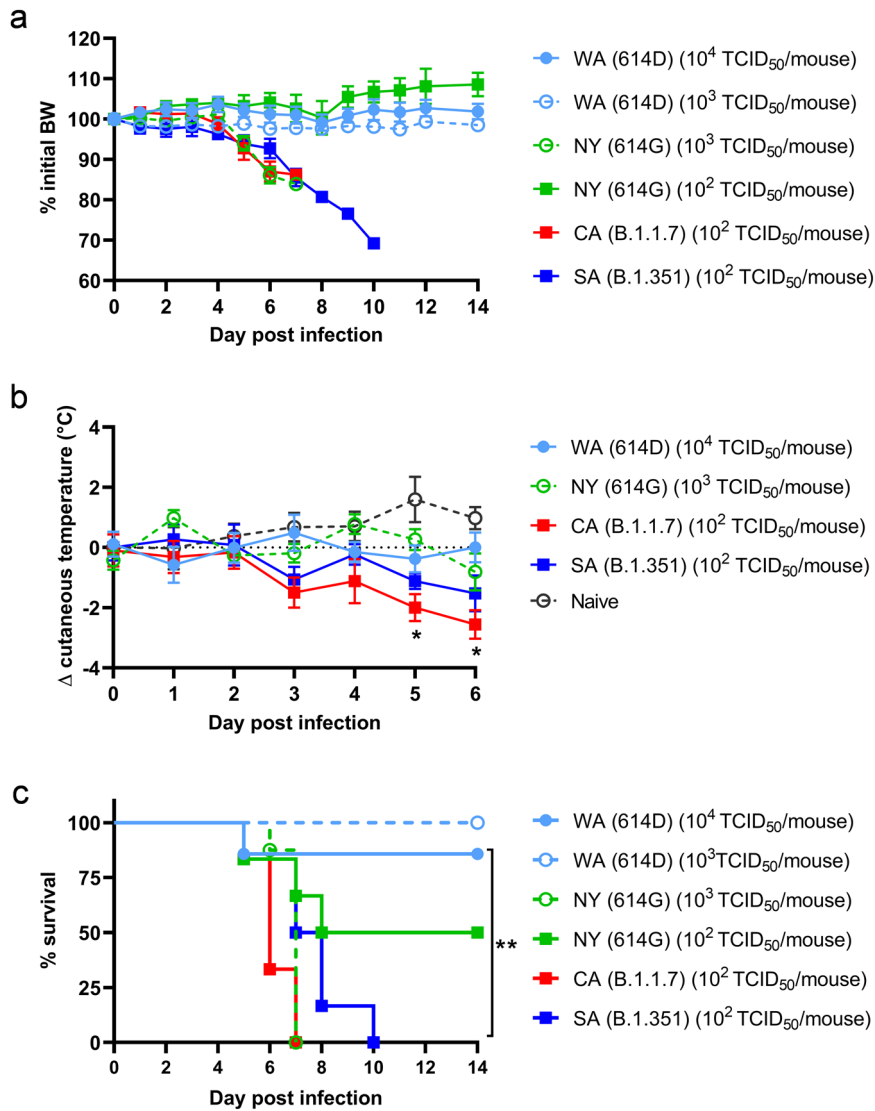 a
% initial BW
120
110
100
90
80
70
60
0 2 4 6 8 10 12 14
Day post infection
WA (614D) (10⁴ TCID₅₀/mouse)
WA (614D) (10³ TCID₅₀/mouse)
NY (614G) (10³ TCID₅₀/mouse)
NY (614G) (10² TCID₅₀/mouse)
CA (B.1.1.7) (10² TCID₅₀/mouse)
SA (B.1.351) (10² TCID₅₀/mouse)
b
Δ cutaneous temperature (°C)
4
2
0
-2
-4
* *
0 1 2 3 4 5 6
Day post infection
WA (614D) (10⁴ TCID₅₀/mouse)
NY (614G) (10³ TCID₅₀/mouse)
CA (B.1.1.7) (10² TCID₅₀/mouse)
SA (B.1.351) (10² TCID₅₀/mouse)
Naive
c
% survival
100
75
50
25
0
**
0 2 4 6 8 10 12 14
Day post infection
WA (614D) (10⁴ TCID₅₀/mouse)
WA (614D) (10³TCID₅₀/mouse)
NY (614G) (10³ TCID₅₀/mouse)
NY (614G) (10² TCID₅₀/mouse)
CA (B.1.1.7) (10² TCID₅₀/mouse)
SA (B.1.351) (10² TCID₅₀/mouse)